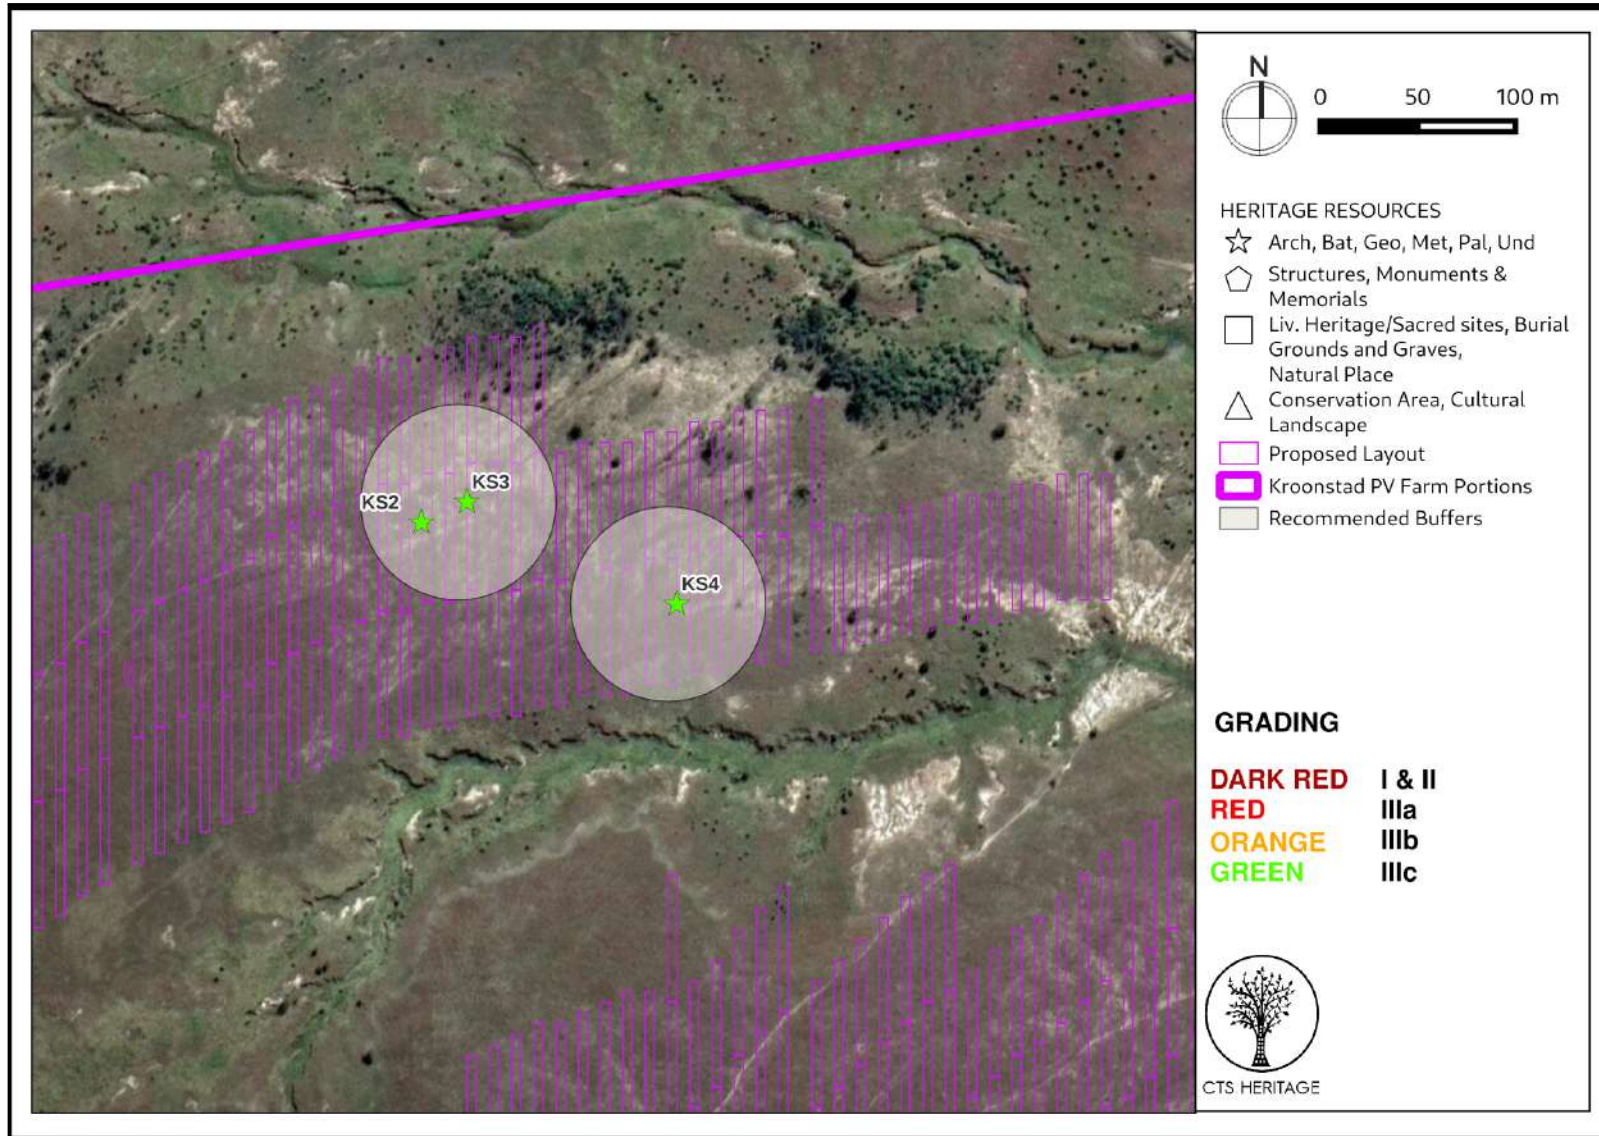 KS2
KS3
KS4
N
0 50 100 m
HERITAGE RESOURCES
Arch, Bat, Geo, Met, Pal, Und
Structures, Monuments &
Memorials
Liv. Heritage/Sacred sites, Burial
Grounds and Graves,
Natural Place
Conservation Area, Cultural
Landscape
Proposed Layout
Kroonstad PV Farm Portions
Recommended Buffers
GRADING
DARK RED I & II
RED IIIa
ORANGE IIIb
GREEN IIIc
CTS HERITAGE